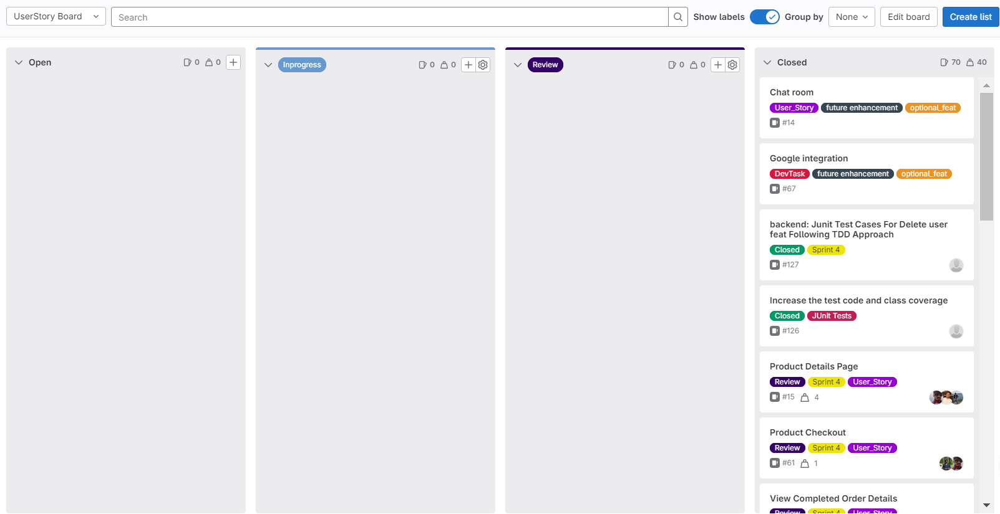 UserStory Board
Search
Show labels
Group by
None
Edit board
Create list
Open
0
0
Inprogress
0
0
Review
0
0
Closed
70
40
Chat room
User_Story future enhancement optional_feat
#14
Google integration
DevTask future enhancement optional_feat
#67
backend: Junit Test Cases For Delete user
feat Following TDD Approach
Closed Sprint 4
#127
Increase the test code and class coverage
Closed JUnit Tests
#126
Product Details Page
Review Sprint 4 User_Story
#15 4
Product Checkout
Review Sprint 4 User_Story
#61 1
View Completed Order Details
Review Sprint 4 User_Story